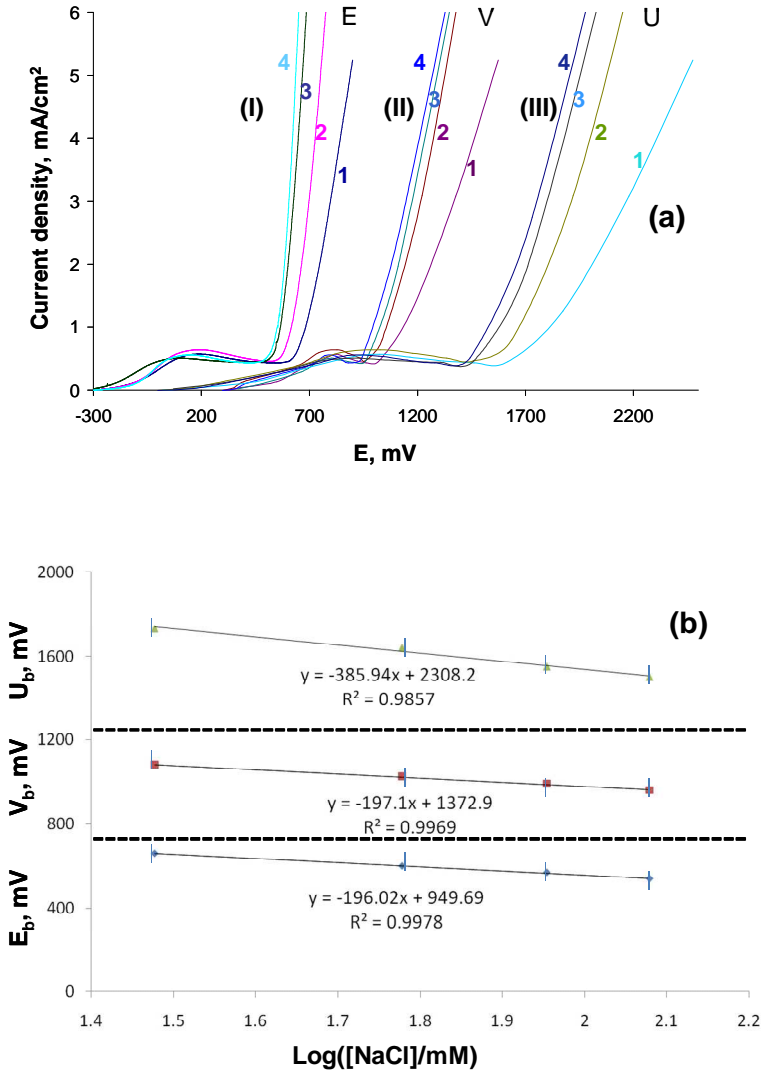 E V U
6
5
4
3
2
1
0
Current density, mA/cm²
(I)
4
3
2
1
(II)
4
3
2
1
(III)
4
3
2
1
(a)
-300 200 700 1200 1700 2200
E, mV
(b)
2000
1600
1200
800
400
0
U_b, mV
V_b, mV
E_b, mV
y = -385.94x + 2308.2
R² = 0.9857
y = -197.1x + 1372.9
R² = 0.9969
y = -196.02x + 949.69
R² = 0.9978
1.4 1.5 1.6 1.7 1.8 1.9 2 2.1 2.2
Log([NaCl]/mM)